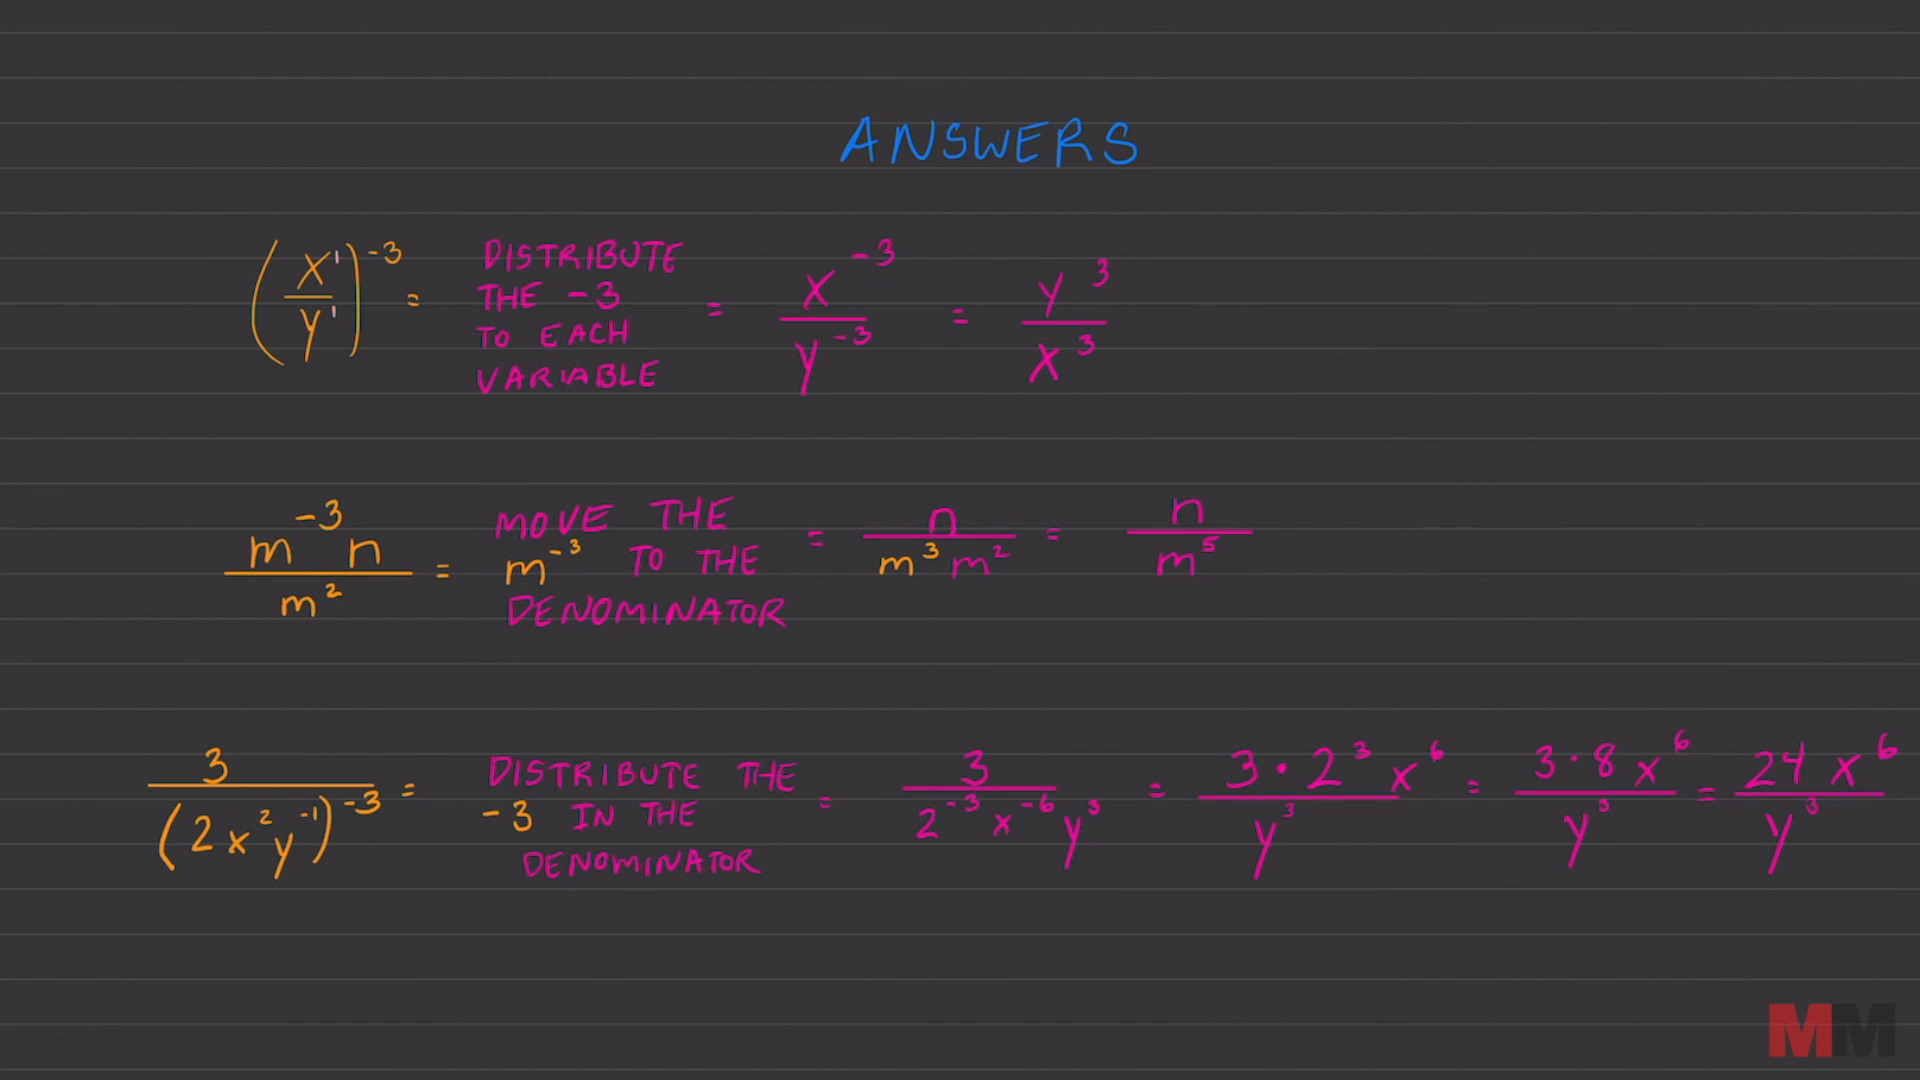 ANSWERS
(x¹/y¹)⁻³ = DISTRIBUTE THE -3 TO EACH VARIABLE = x⁻³/y⁻³ = y³/x³
m⁻³n/m² = MOVE THE m⁻³ TO THE DENOMINATOR = n/m³m² = n/m⁵
3/(2x²y⁻¹)⁻³ = DISTRIBUTE THE -3 IN THE DENOMINATOR = 3/2⁻³x⁻⁶y³ = 3·2³x⁶/y³ = 3·8x⁶/y³ = 24x⁶/y³
MM